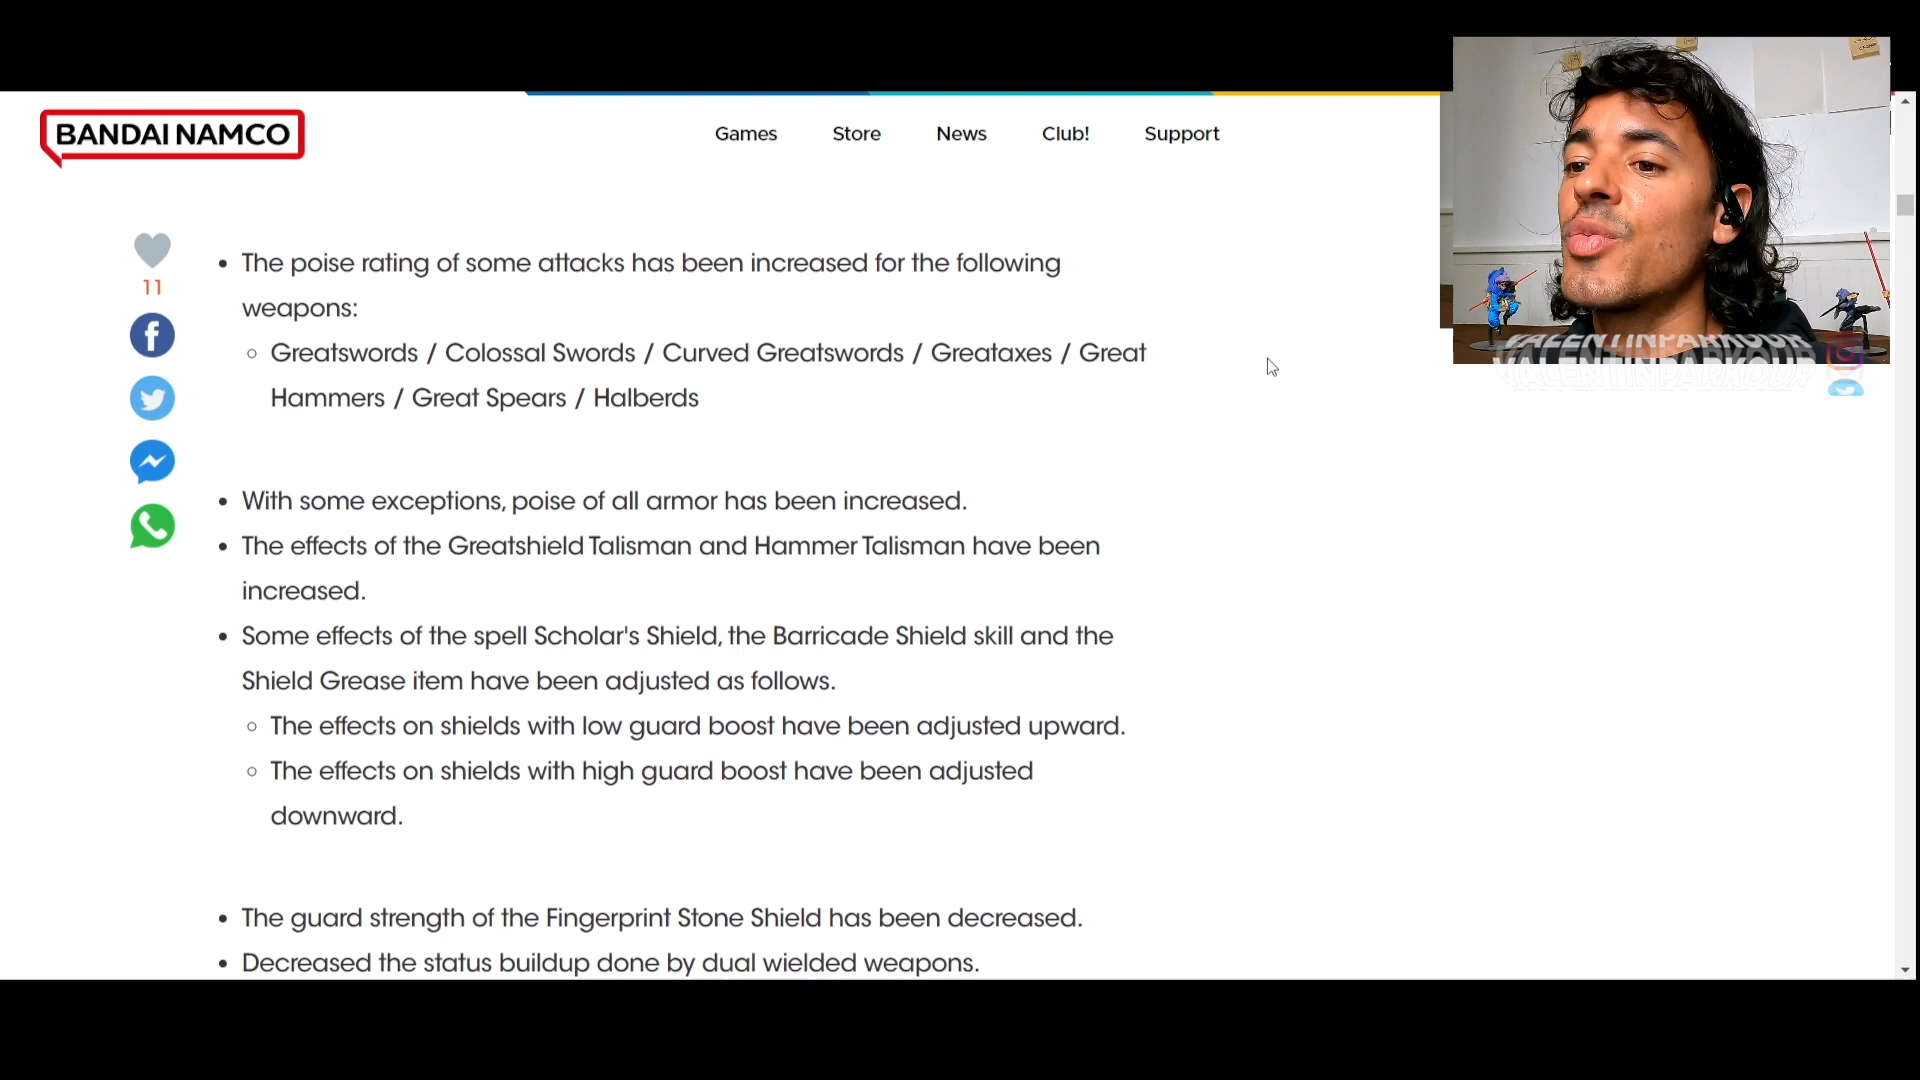 BANDAI NAMCO
Games Store News Club! Support
11
The poise rating of some attacks has been increased for the following
weapons:
Greatswords / Colossal Swords / Curved Greatswords / Greataxes / Great
Hammers / Great Spears / Halberds
With some exceptions, poise of all armor has been increased.
The effects of the Greatshield Talisman and Hammer Talisman have been
increased.
Some effects of the spell Scholar's Shield, the Barricade Shield skill and the
Shield Grease item have been adjusted as follows.
The effects on shields with low guard boost have been adjusted upward.
The effects on shields with high guard boost have been adjusted
downward.
The guard strength of the Fingerprint Stone Shield has been decreased.
Decreased the status buildup done by dual wielded weapons.
VALENTINPARKOUR
VALENTINPARKOUR